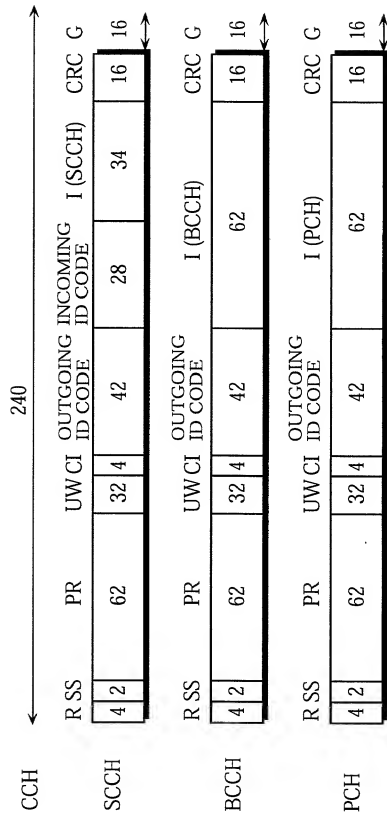 CCH
240
R SS PR UW CI OUTGOING ID CODE INCOMING ID CODE I (SCCH) CRC G
SCCH 4 2 62 32 4 42 28 34 16 16
R SS PR UW CI OUTGOING ID CODE I (BCCH) CRC G
BCCH 4 2 62 32 4 42 62 16 16
R SS PR UW CI OUTGOING ID CODE I (PCH) CRC G
PCH 4 2 62 32 4 42 62 16 16